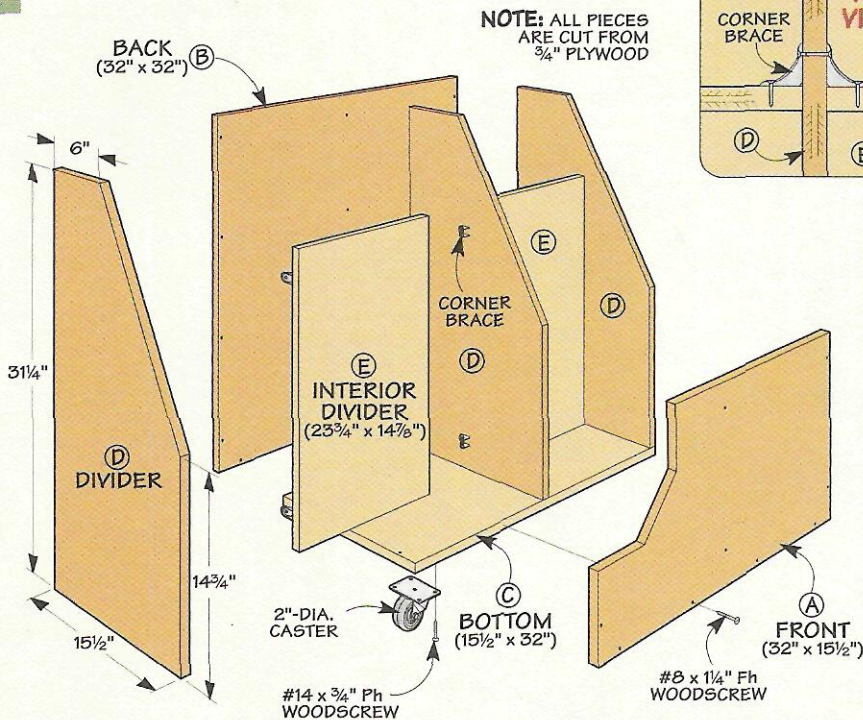 NOTE: ALL PIECES
ARE CUT FROM
¾" PLYWOOD
BACK
(32" x 32")
B
CORNER
BRACE
D
6"
31¼"
D
DIVIDER
15½"
14¾"
E
INTERIOR
DIVIDER
(23¾" x 14⅞")
CORNER
BRACE
D
E
D
2"-DIA.
CASTER
#14 x ¾" Ph
WOODSCREW
C
BOTTOM
(15½" x 32")
#8 x 1¼" Fh
WOODSCREW
A
FRONT
(32" x 15½")